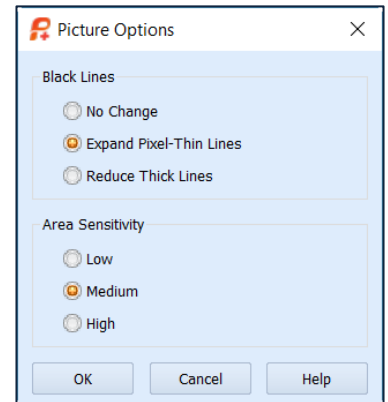 Picture Options
Black Lines
No Change
Expand Pixel-Thin Lines
Reduce Thick Lines
Area Sensitivity
Low
Medium
High
OK Cancel Help